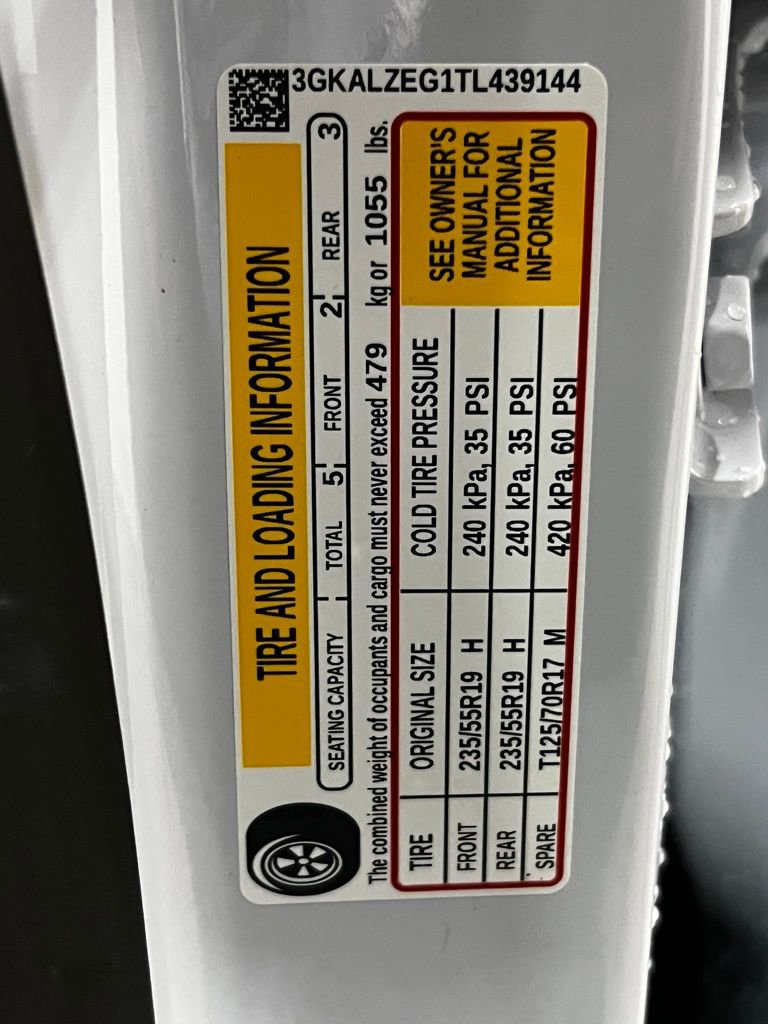 3GKALZEG1TL439144
TIRE AND LOADING INFORMATION
SEATING CAPACITY TOTAL 5 FRONT 2 REAR 3
The combined weight of occupants and cargo must never exceed 479 kg or 1055 lbs.
TIRE ORIGINAL SIZE COLD TIRE PRESSURE
FRONT 235/55R19 H 240 kPa, 35 PSI
REAR 235/55R19 H 240 kPa, 35 PSI
SPARE T125/70R17 M 420 kPa, 60 PSI
SEE OWNER'S
MANUAL FOR
ADDITIONAL
INFORMATION